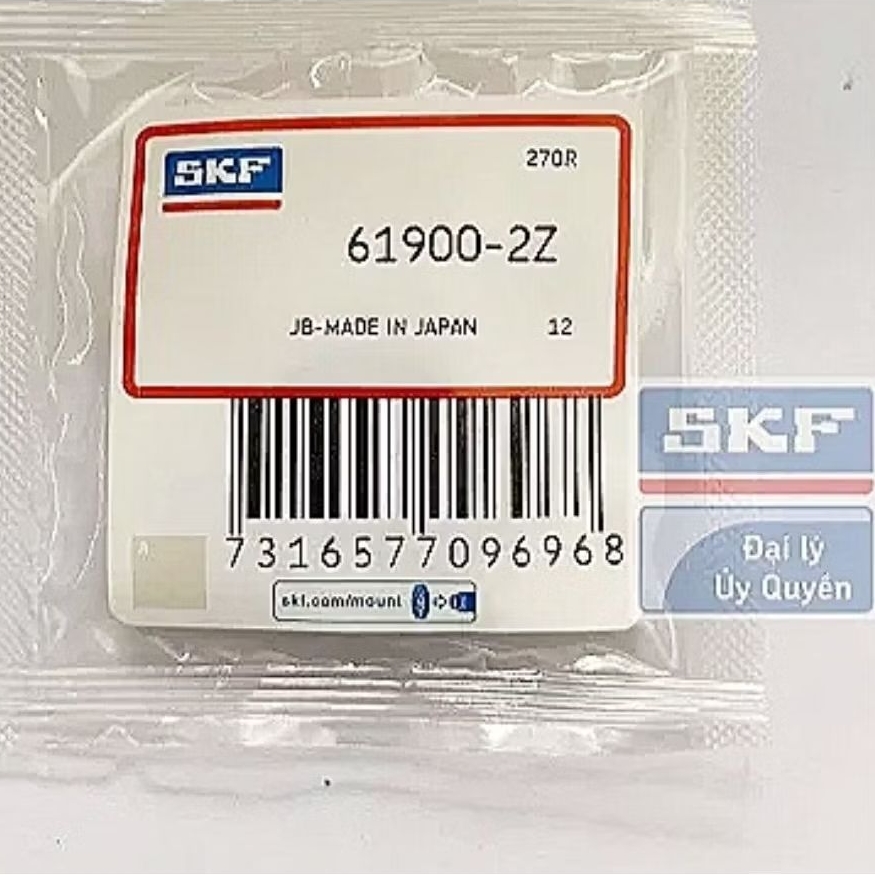 SKF
270R
61900-2Z
JB-MADE IN JAPAN 12
7316577096968
A
skf.com/mount
SKF
Đại lý
Ủy Quyền